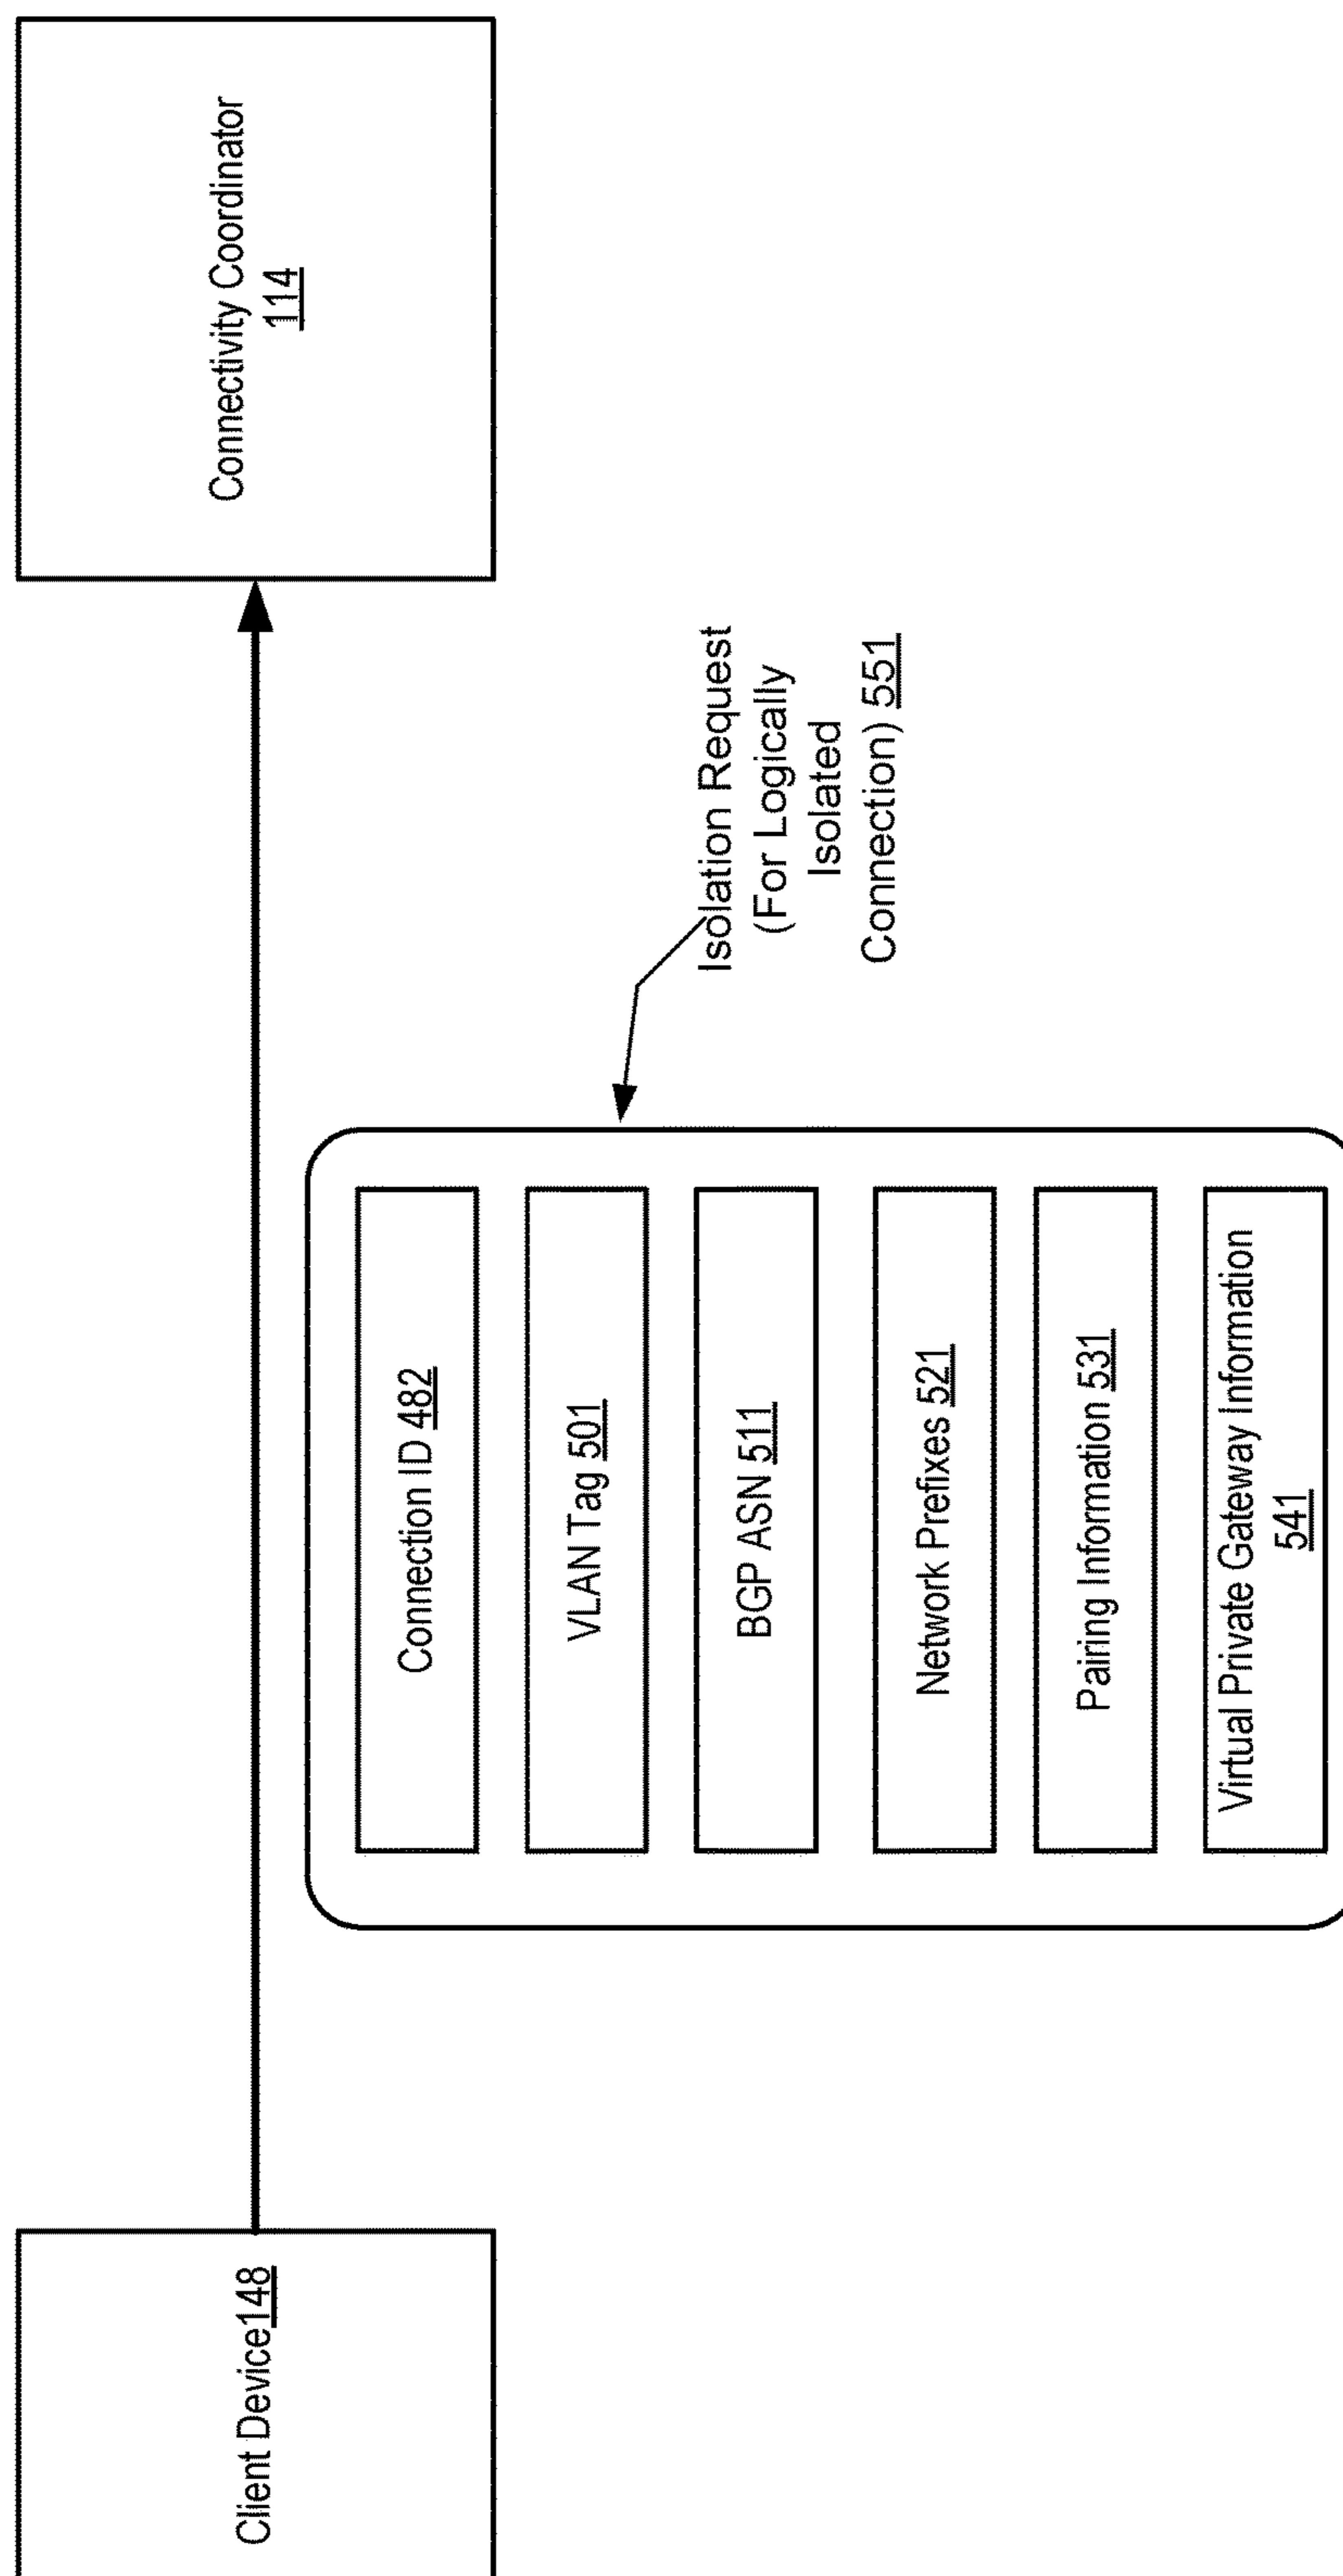 Client Device148
Connectivity Coordinator
114
Isolation Request
(For Logically
Isolated
Connection) 551
Connection ID 482
VLAN Tag 501
BGP ASN 511
Network Prefixes 521
Pairing Information 531
Virtual Private Gateway Information
541